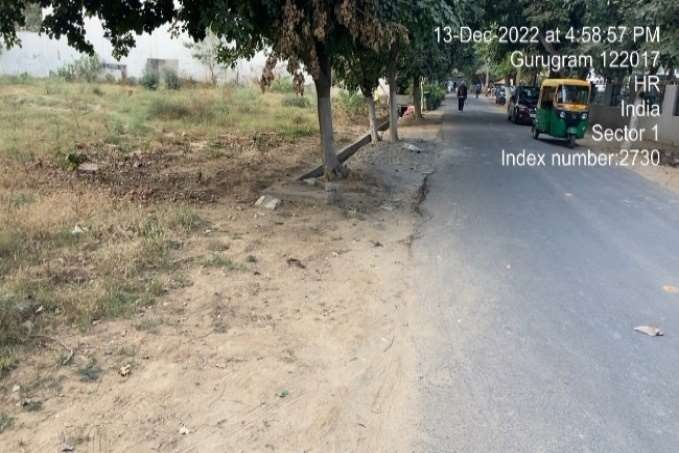 13-Dec-2022 at 4:58:57 PM
Gurugram 122017
HR
India
Sector 1
Index number:2730